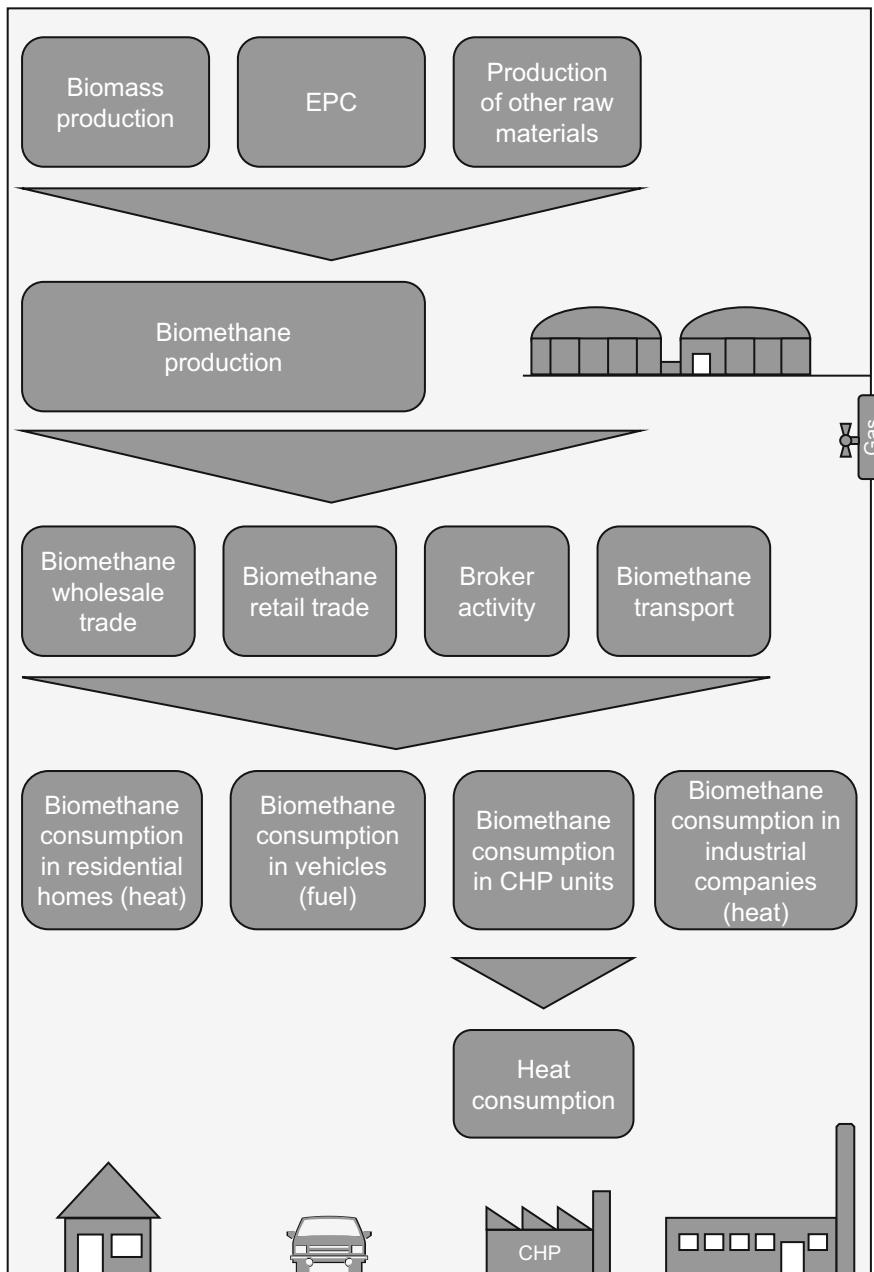 Biomass
production
EPC
Production
of other raw
materials
Biomethane
production
Gas
Biomethane
wholesale
trade
Biomethane
retail trade
Broker
activity
Biomethane
transport
Biomethane
consumption
in residential
homes (heat)
Biomethane
consumption
in vehicles
(fuel)
Biomethane
consumption
in CHP units
Biomethane
consumption in
industrial
companies
(heat)
Heat
consumption
CHP